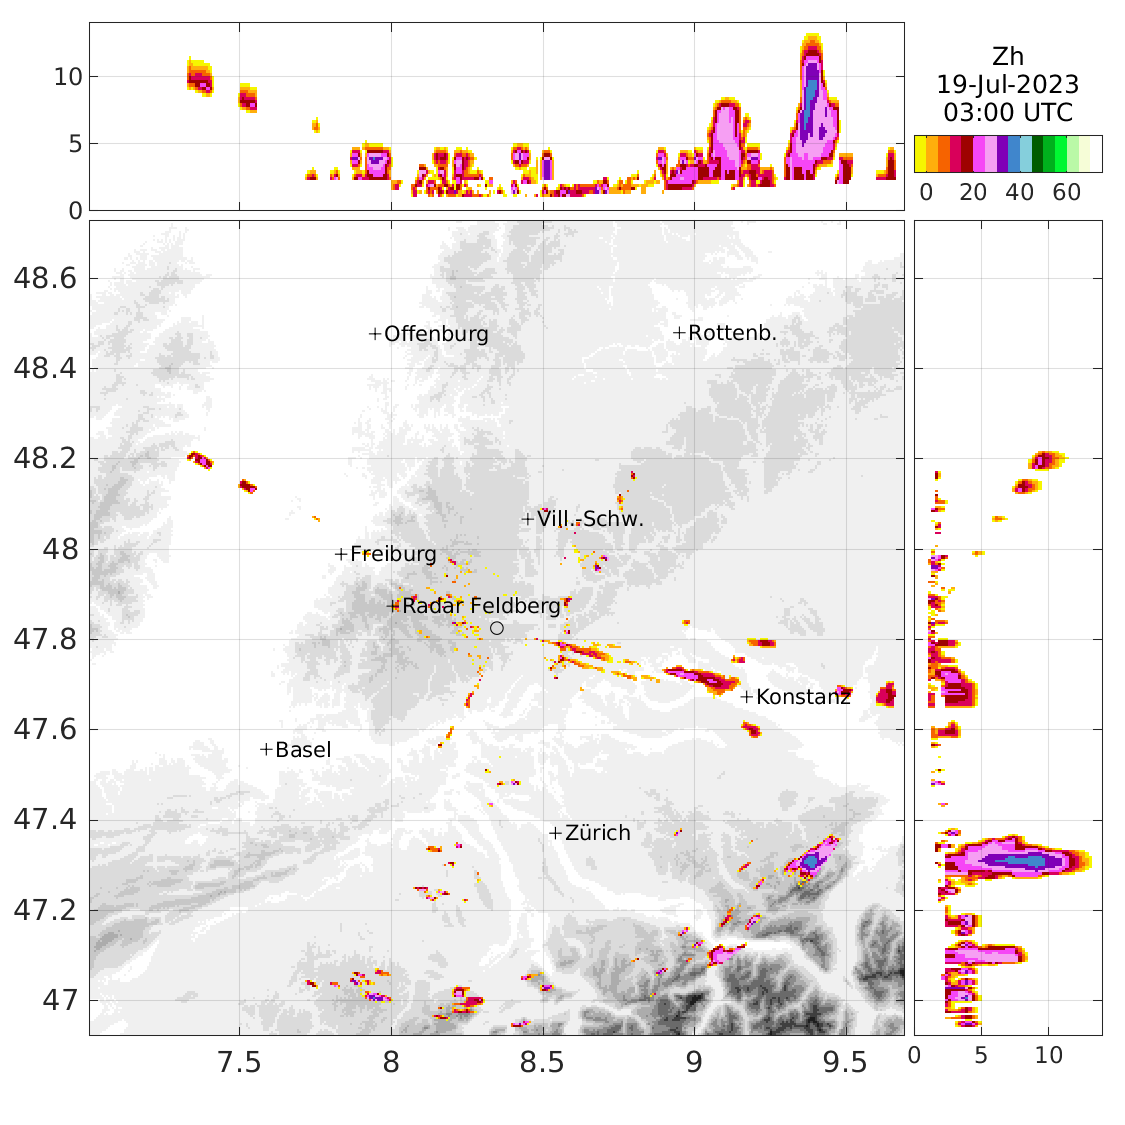 10
5
0
Zh
19-Jul-2023
03:00 UTC
0 20 40 60
48.6
48.4
48.2
48
47.8
47.6
47.4
47.2
47
+Offenburg
+Rottenb.
+Vill.-Schw.
+Freiburg
+Radar Feldberg
+Konstanz
+Basel
+Zürich
7.5 8 8.5 9 9.5
0 5 10